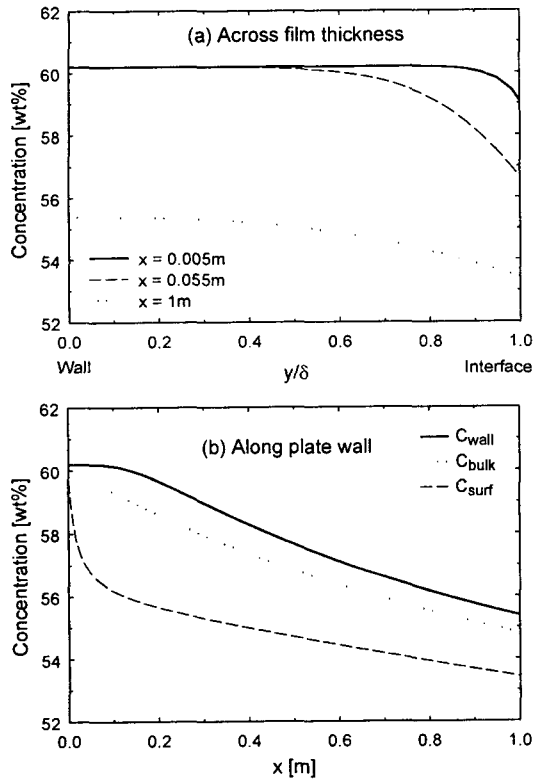 (a) Across film thickness
Concentration [wt%]
62
60
58
56
54
52
x = 0.005m
x = 0.055m
x = 1m
0.0 0.2 0.4 0.6 0.8 1.0
Wall y/δ Interface
(b) Along plate wall
Concentration [wt%]
62
60
58
56
54
52
C_wall
C_bulk
C_surf
0.0 0.2 0.4 0.6 0.8 1.0
x [m]